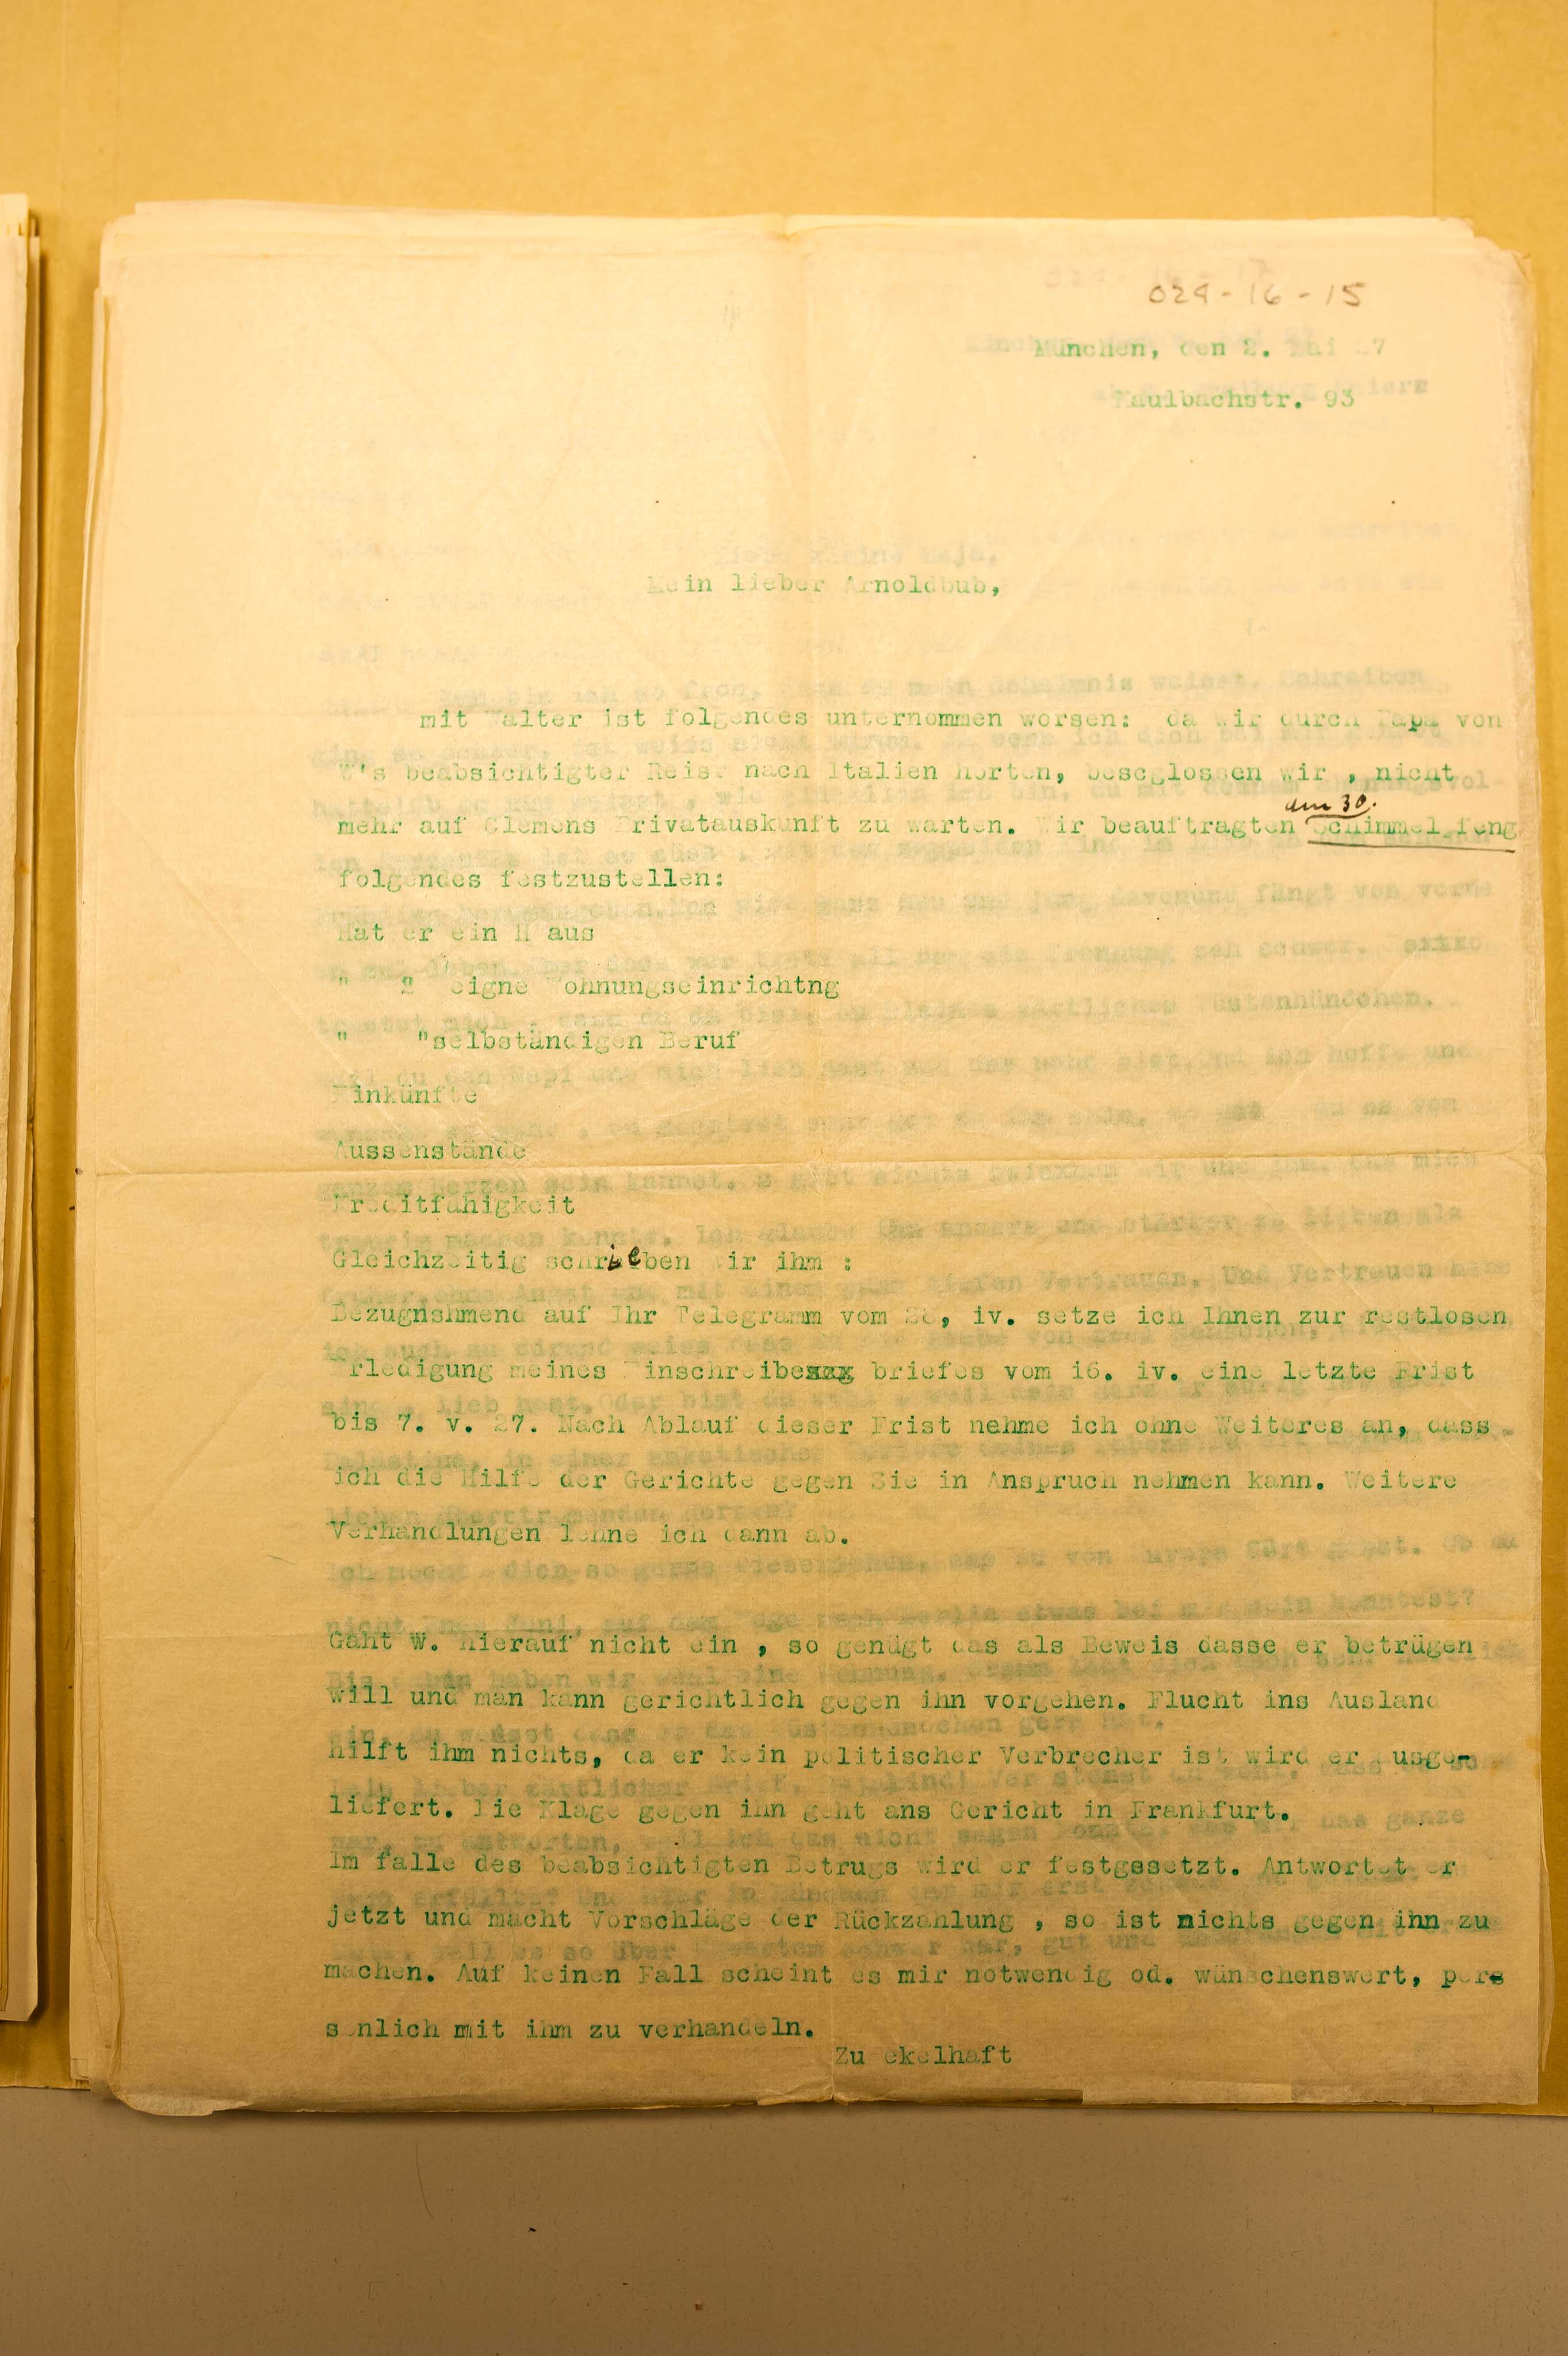 029-16-15
München, den 2. Mai 27
Kaulbachstr. 93
Mein lieber Arnoldbub,
mit Walter ist folgendes unternommen worsen: da wir durch Papa von
W's beabsichtigter Reise nach Italien hörten, beseglossen wir , nicht
am 30.
mehr auf Clemens Privatauskunft zu warten. Wir beauftragten Schimmelfeng
folgendes festzustellen:
Hat er ein H aus
" 2 eigne Wohnungseinrichtng
" "selbständigen Beruf
Einkünfte
Aussenstände
Kreditfähigkeit
Gleichzeitig schrieben wir ihm :
Bezugnshmend auf Ihr Telegramm vom 28, iv. setze ich Ihnen zur restlosen
Erledigung meines Einschreibe briefes vom i6. iv. eine letzte Frist
bis 7. v. 27. Nach Ablauf dieser Frist nehme ich ohne Weiteres an, dass
ich die Hilfe der Gerichte gegen Sie in Anspruch nehmen kann. Weitere
Verhandlungen lehne ich dann ab.
Gäht W. hierauf nicht ein , so genügt das als Beweis dasse er betrügen
will und man kann gerichtlich gegen ihn vorgehen. Flucht ins Ausland
hilft ihm nichts, da er kein politischer Verbrecher ist wird er ausge-
liefert. Die Klage gegen ihn geht ans Gericht in Frankfurt.
Im falle des beabsichtigten Betrugs wird er festgesetzt. Antwortet er
jetzt und macht Vorschläge der Rückzahlung , so ist nichts gegen ihn zu
machen. Auf keinen Fall scheint es mir notwendig od. wünschenswert, pers
sönlich mit ihm zu verhandeln.
Zu ekelhaft